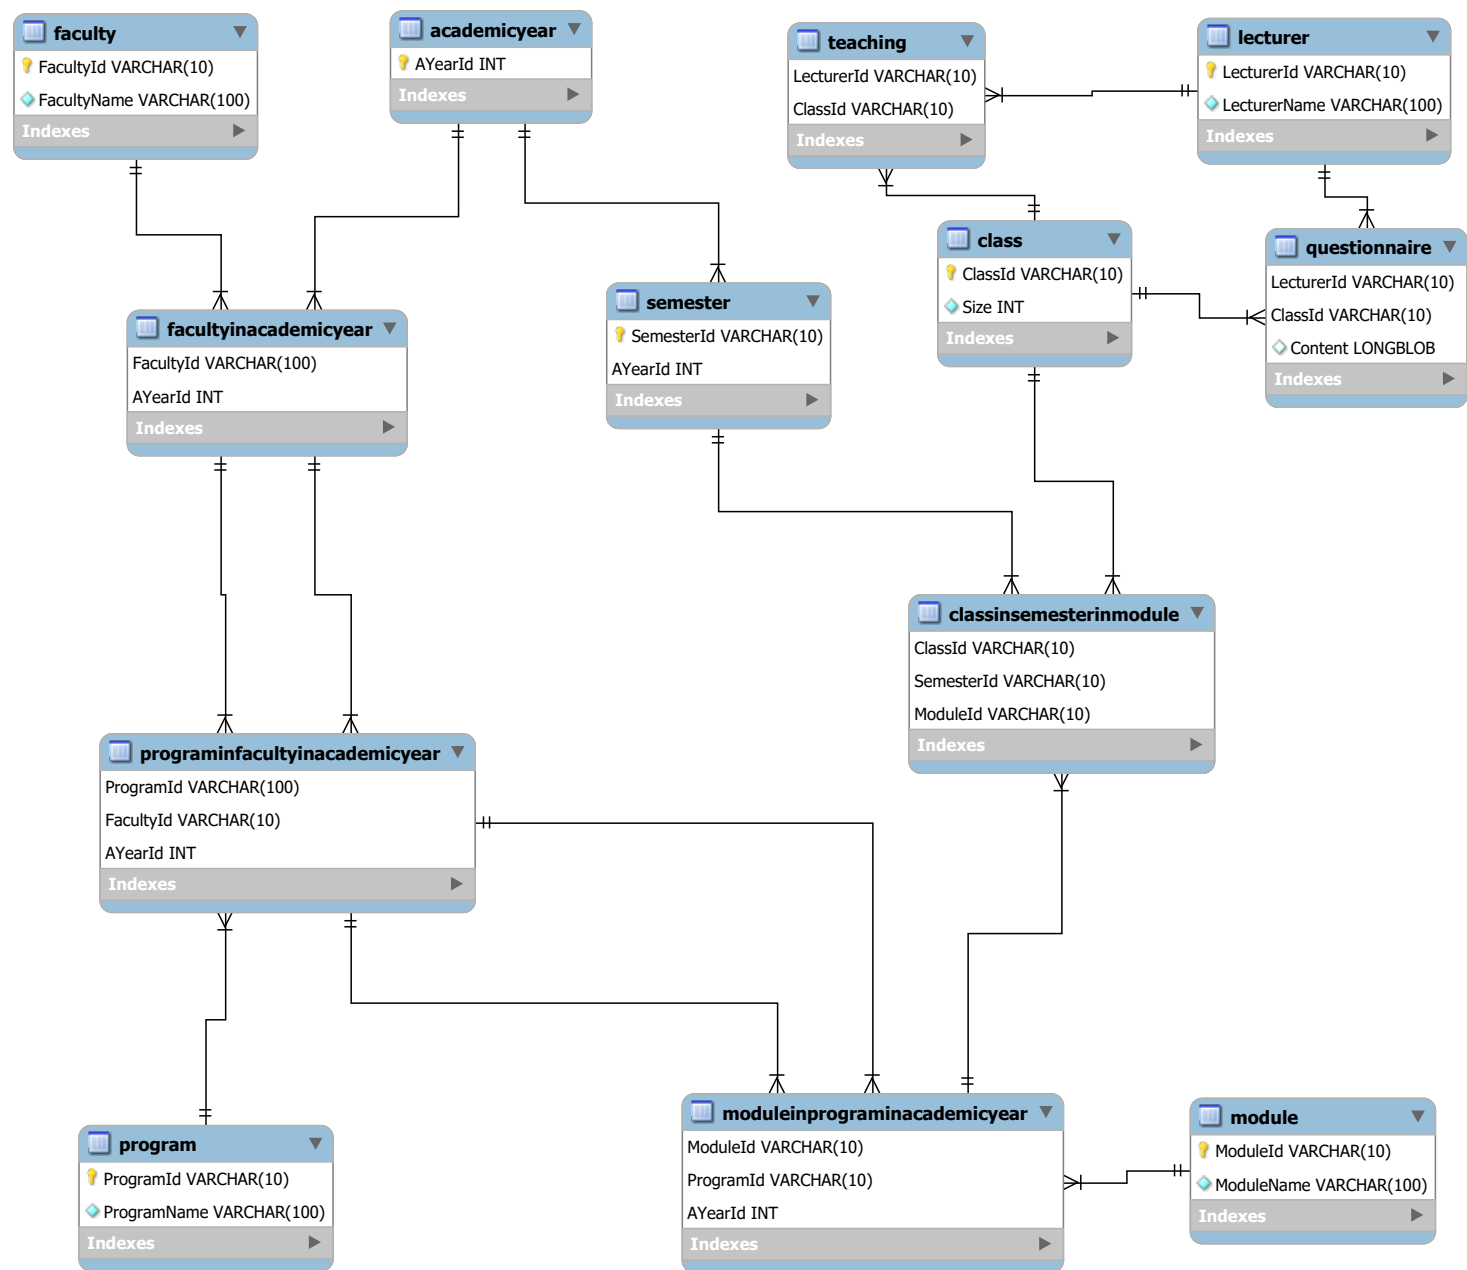 faculty
FacultyId VARCHAR(10)
FacultyName VARCHAR(100)
Indexes
academicyear
AYearId INT
Indexes
teaching
LecturerId VARCHAR(10)
ClassId VARCHAR(10)
Indexes
lecturer
LecturerId VARCHAR(10)
LecturerName VARCHAR(100)
Indexes
class
ClassId VARCHAR(10)
Size INT
Indexes
questionnaire
LecturerId VARCHAR(10)
ClassId VARCHAR(10)
Content LONGBLOB
Indexes
facultyinacademicyear
FacultyId VARCHAR(100)
AYearId INT
Indexes
semester
SemesterId VARCHAR(10)
AYearId INT
Indexes
classinsemesterinmodule
ClassId VARCHAR(10)
SemesterId VARCHAR(10)
ModuleId VARCHAR(10)
Indexes
programinfacultyinacademicyear
ProgramId VARCHAR(100)
FacultyId VARCHAR(10)
AYearId INT
Indexes
program
ProgramId VARCHAR(10)
ProgramName VARCHAR(100)
Indexes
moduleinprograminacademicyear
ModuleId VARCHAR(10)
ProgramId VARCHAR(10)
AYearId INT
Indexes
module
ModuleId VARCHAR(10)
ModuleName VARCHAR(100)
Indexes